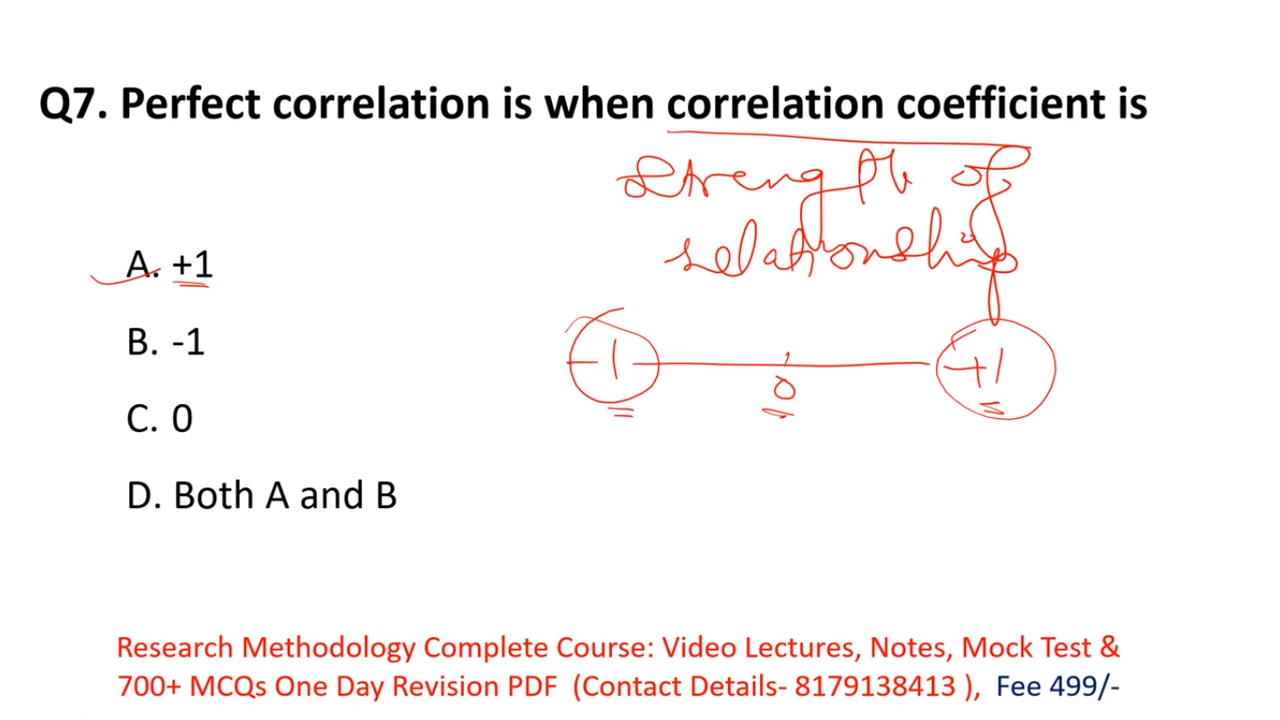 Q7. Perfect correlation is when correlation coefficient is
Strength of
relationship
A. +1
B. -1
C. 0
D. Both A and B
-1 0 +1
Research Methodology Complete Course: Video Lectures, Notes, Mock Test &
700+ MCQs One Day Revision PDF (Contact Details- 8179138413 ), Fee 499/-